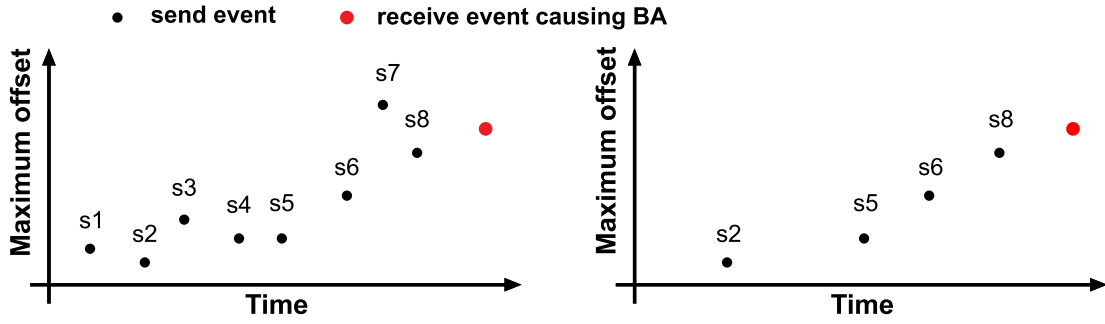 send event
receive event causing BA
Maximum offset
s1
s2
s3
s4
s5
s6
s7
s8
Time
Maximum offset
s2
s5
s6
s8
Time